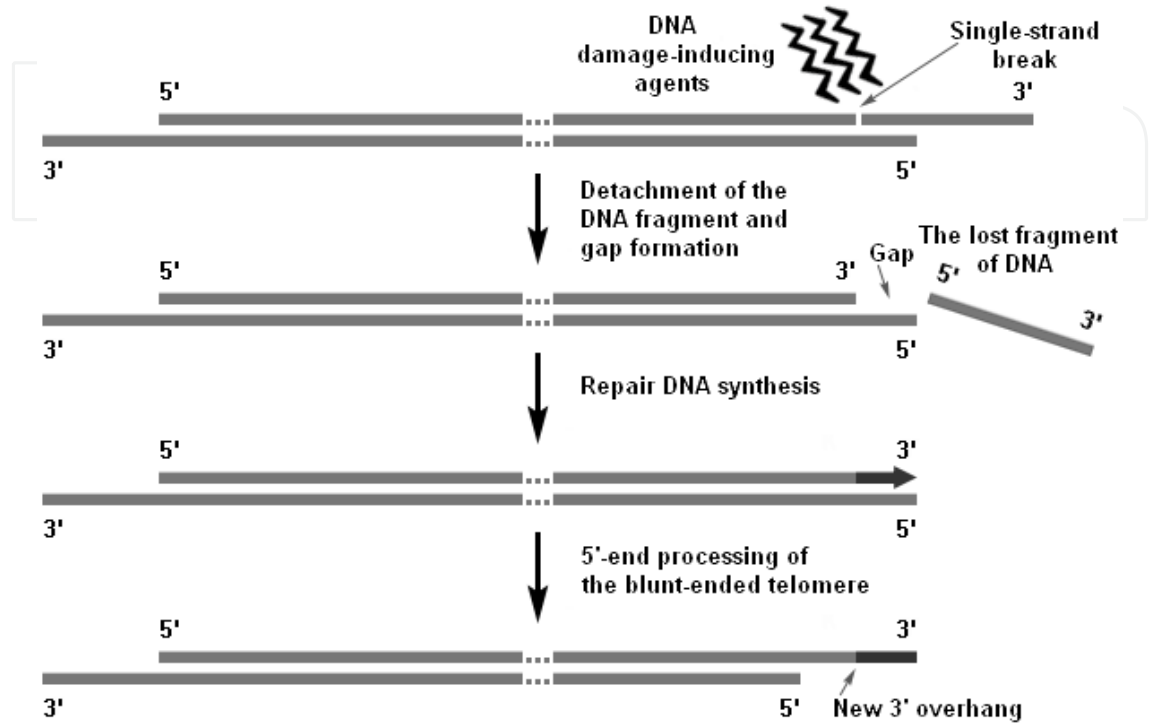 DNA
damage-inducing
agents
Single-strand
break
5'
3'
3'
5'
Detachment of the
DNA fragment and
gap formation
The lost fragment
of DNA
Gap
5'
3'
5'
3'
3'
5'
Repair DNA synthesis
5'
3'
3'
5'
5'-end processing of
the blunt-ended telomere
5'
3'
3'
5'
New 3' overhang